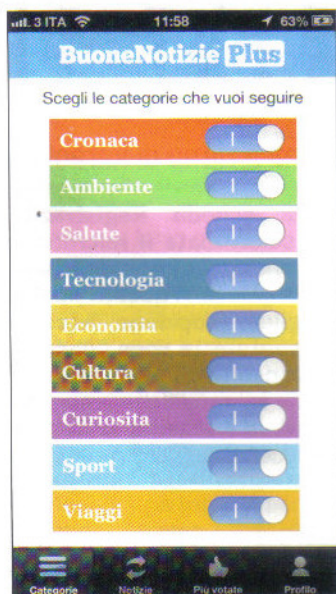 3 ITA 11:58 63%
BuoneNotizie Plus
Scegli le categorie che vuoi seguire
Cronaca
Ambiente
Salute
Tecnologia
Economia
Cultura
Curiosita
Sport
Viaggi
Categorie Notizie Più votate Profilo